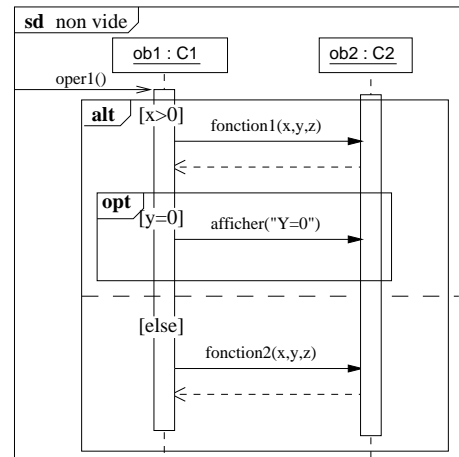 sd non vide
ob1 : C1
ob2 : C2
oper1()
alt
[x>0]
fonction1(x,y,z)
opt
[y=0]
afficher("Y=0")
[else]
fonction2(x,y,z)